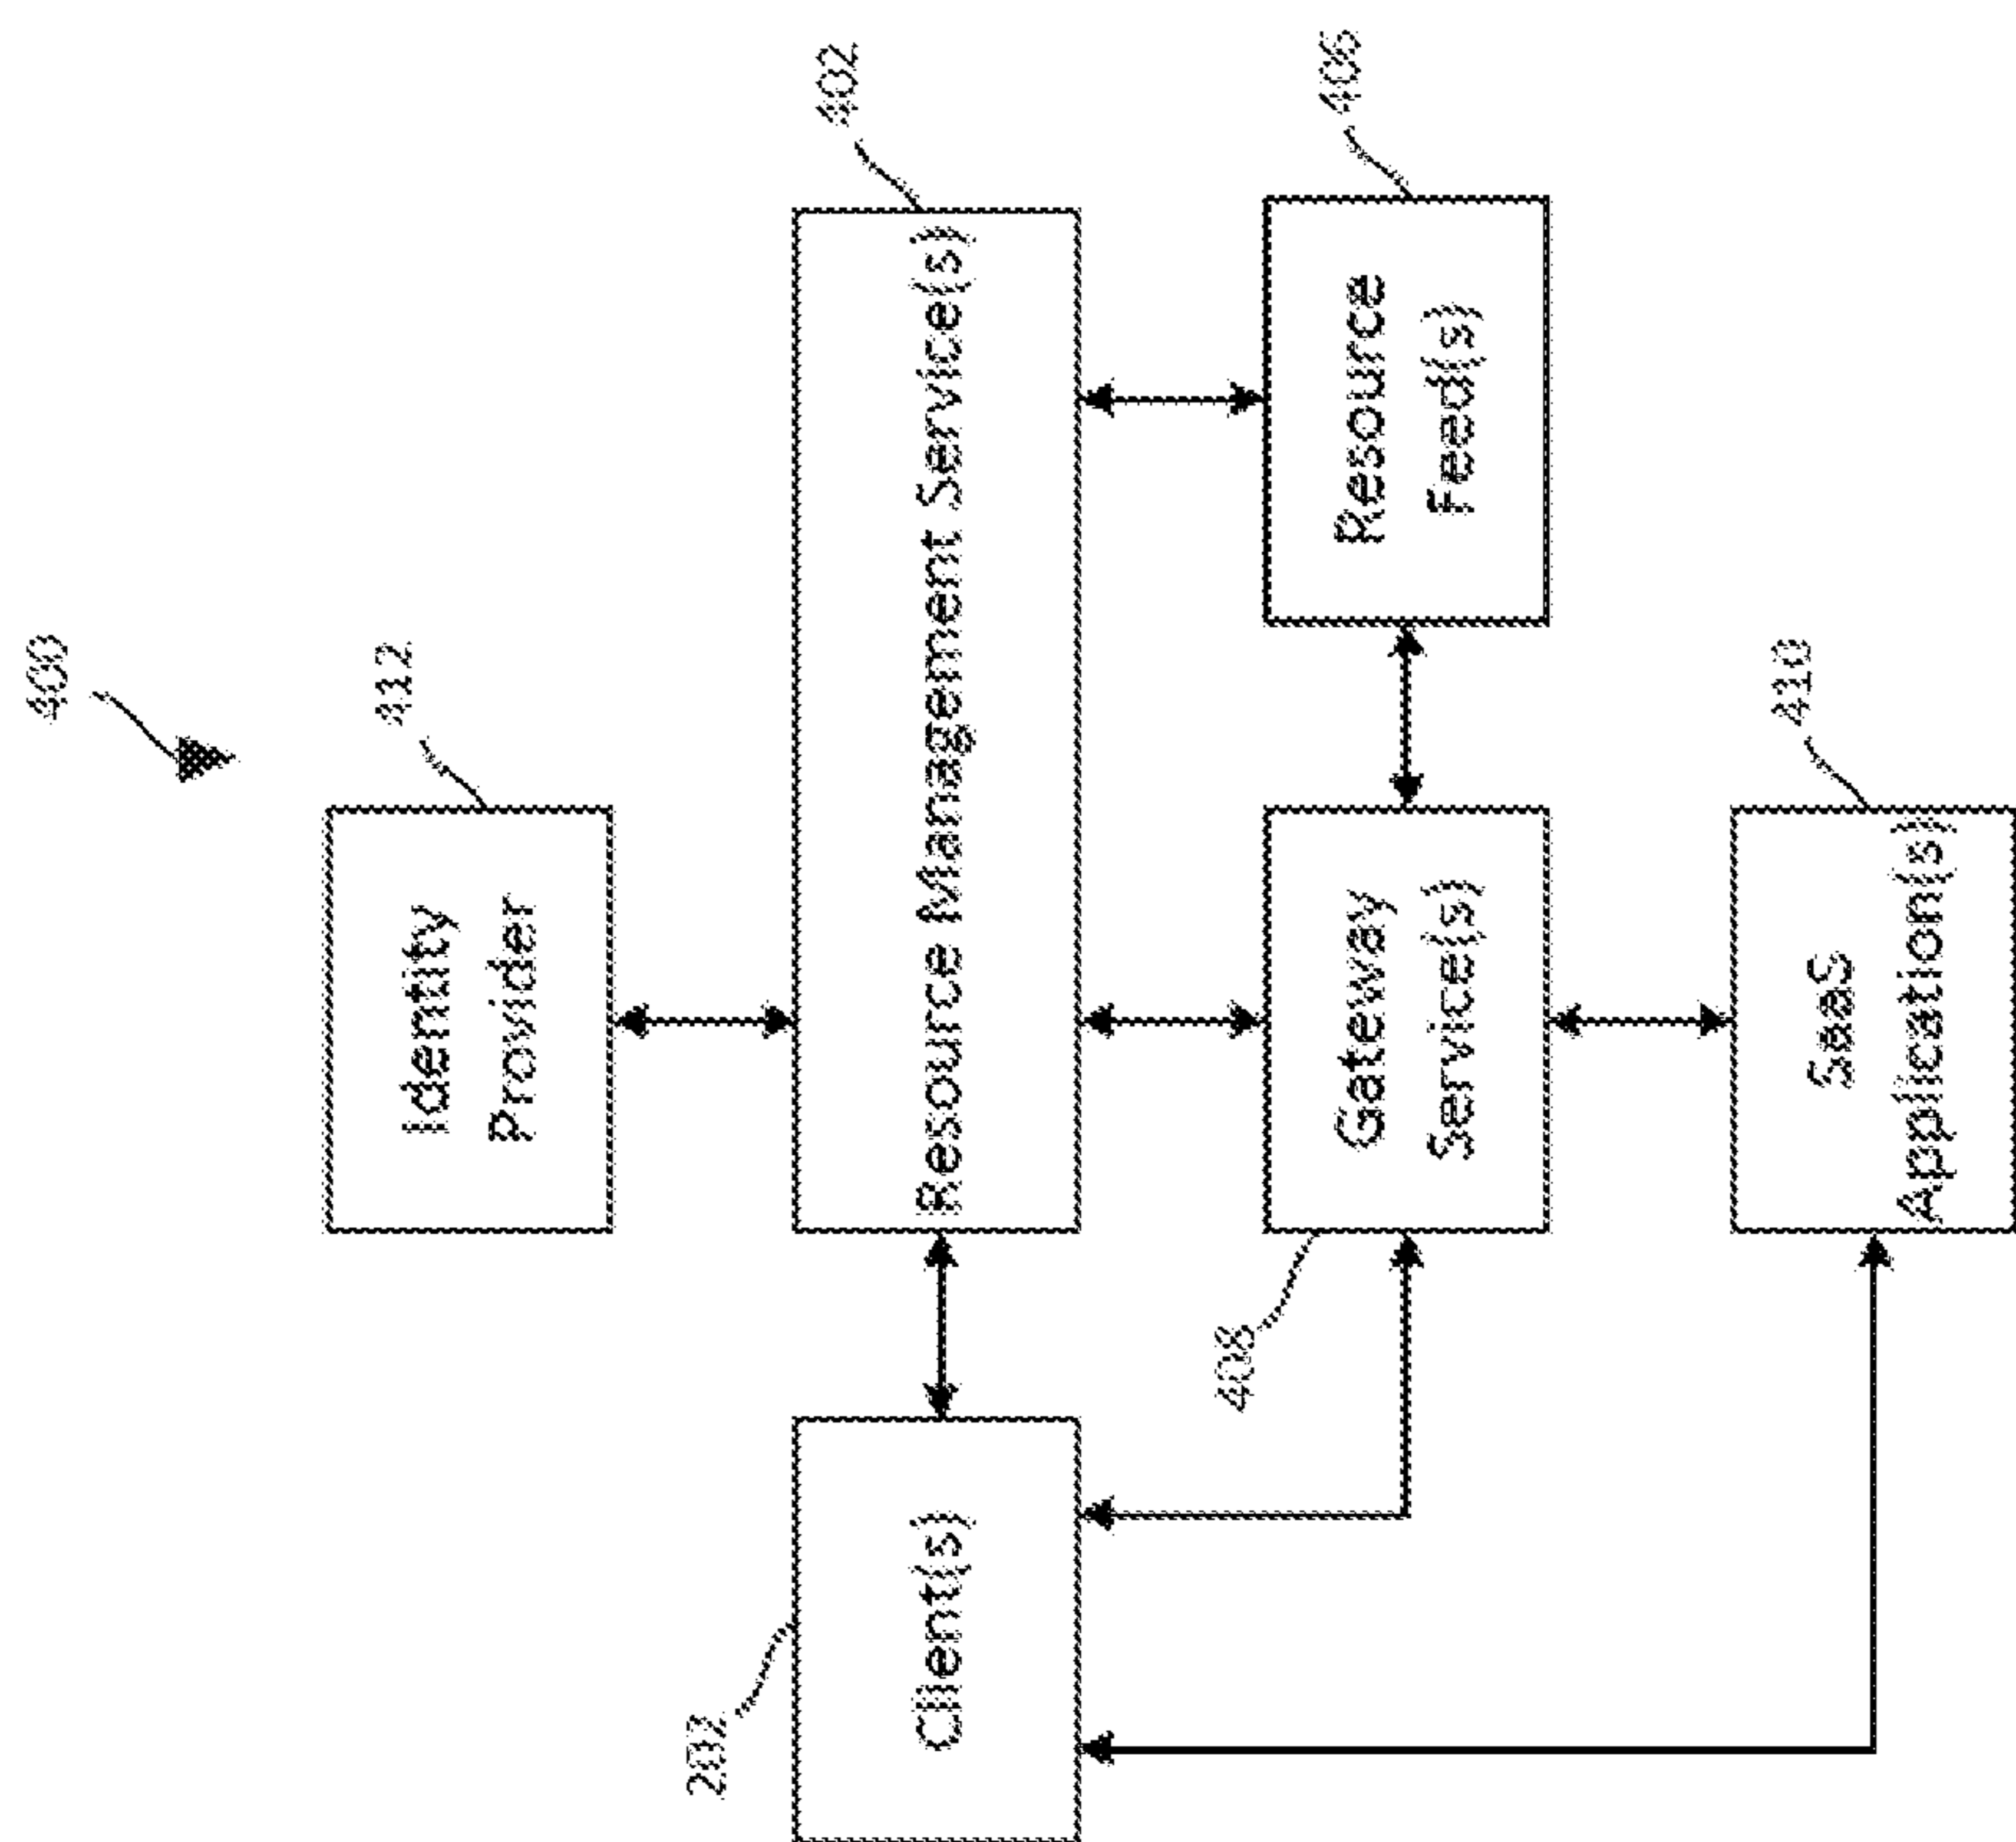 400
412
Identity
Provider
402
Resource Management Service(s)
202
Client(s)
408
Gateway
Service(s)
406
Resource
Feed(s)
410
SaaS
Application(s)